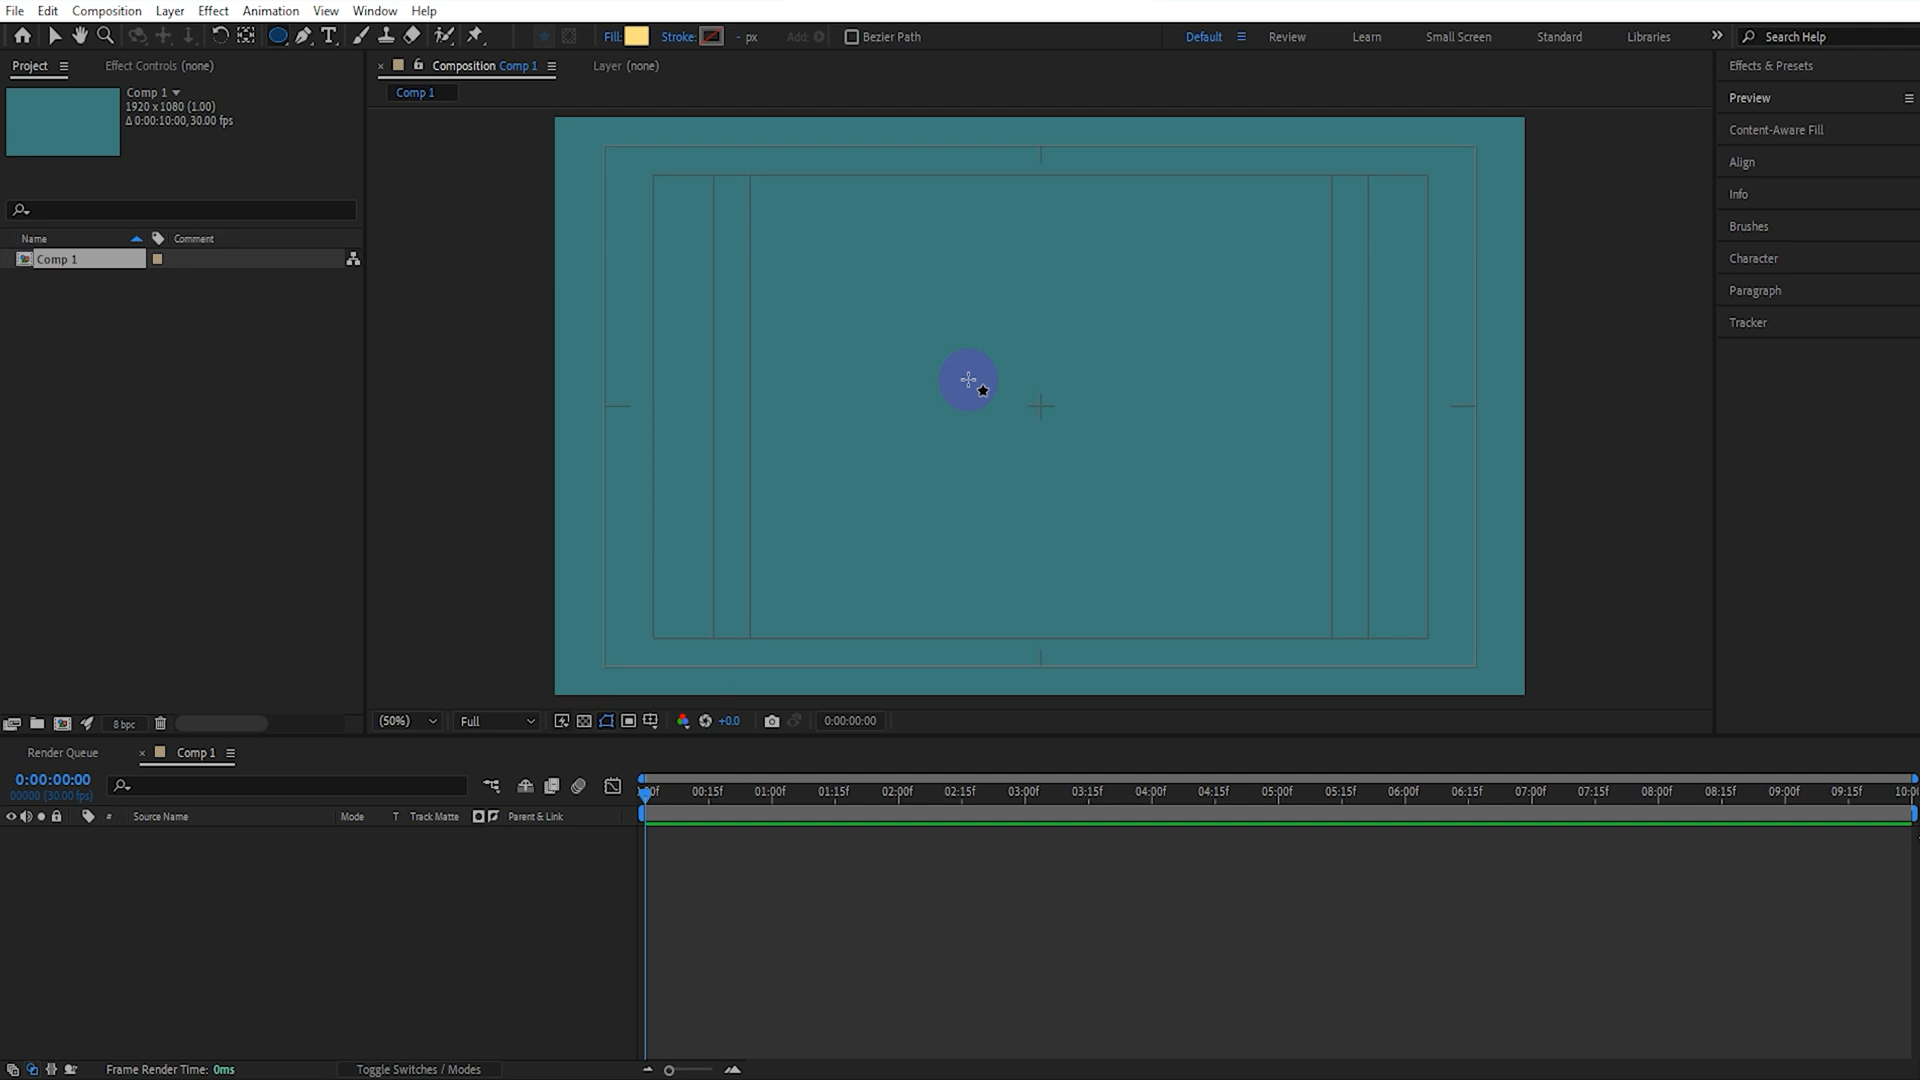 File Edit Composition Layer Effect Animation View Window Help
Fill: Stroke: - px Add: Bezier Path Default Review Learn Small Screen Standard Libraries Search Help
Project Effect Controls (none)
Composition Comp 1 Layer (none)
Comp 1
Comp 1
1920 x 1080 (1.00)
Δ 0:00:10:00, 30.00 fps
Name Comment
Comp 1
Effects & Presets
Preview
Content-Aware Fill
Align
Info
Brushes
Character
Paragraph
Tracker
8 bpc
(50%) Full +0.0 0:00:00:00
Render Queue Comp 1
0:00:00:00
00000 (30.00 fps)
00:15f 01:00f 01:15f 02:00f 02:15f 03:00f 03:15f 04:00f 04:15f 05:00f 05:15f 06:00f 06:15f 07:00f 07:15f 08:00f 08:15f 09:00f 09:15f
# Source Name Mode T Track Matte Parent & Link
Frame Render Time: 0ms Toggle Switches / Modes